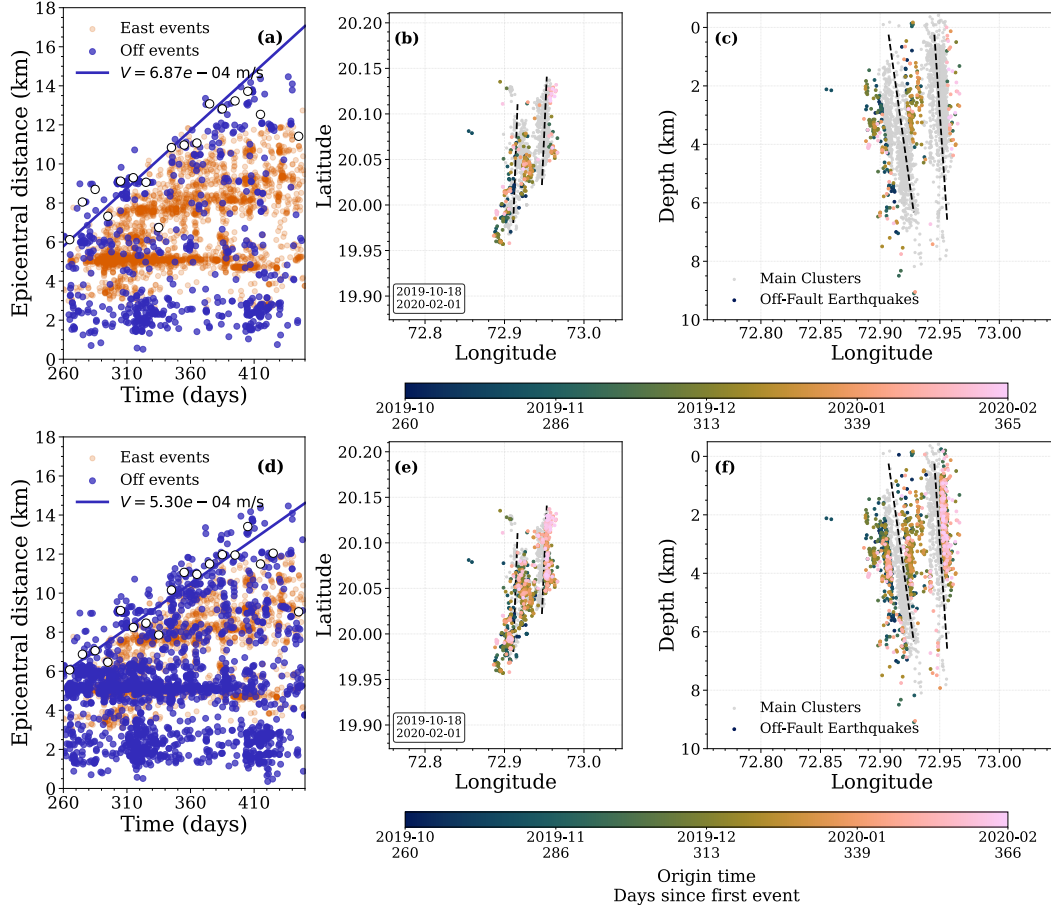 (a)
East events
Off events
V = 6.87e − 04 m/s
Epicentral distance (km)
18
16
14
12
10
8
6
4
2
0
260 310 360 410
Time (days)
(b)
Latitude
20.20
20.15
20.10
20.05
20.00
19.95
19.90
2019-10-18
2020-02-01
72.8 72.9 73.0
Longitude
(c)
Depth (km)
0
2
4
6
8
10
Main Clusters
Off-Fault Earthquakes
72.80 72.85 72.90 72.95 73.00
Longitude
2019-10 2019-11 2019-12 2020-01 2020-02
260 286 313 339 365
(d)
East events
Off events
V = 5.30e − 04 m/s
Epicentral distance (km)
18
16
14
12
10
8
6
4
2
0
260 310 360 410
Time (days)
(e)
Latitude
20.20
20.15
20.10
20.05
20.00
19.95
19.90
2019-10-18
2020-02-01
72.8 72.9 73.0
Longitude
(f)
Depth (km)
0
2
4
6
8
10
Main Clusters
Off-Fault Earthquakes
72.80 72.85 72.90 72.95 73.00
Longitude
2019-10 2019-11 2019-12 2020-01 2020-02
260 286 313 339 366
Origin time
Days since first event